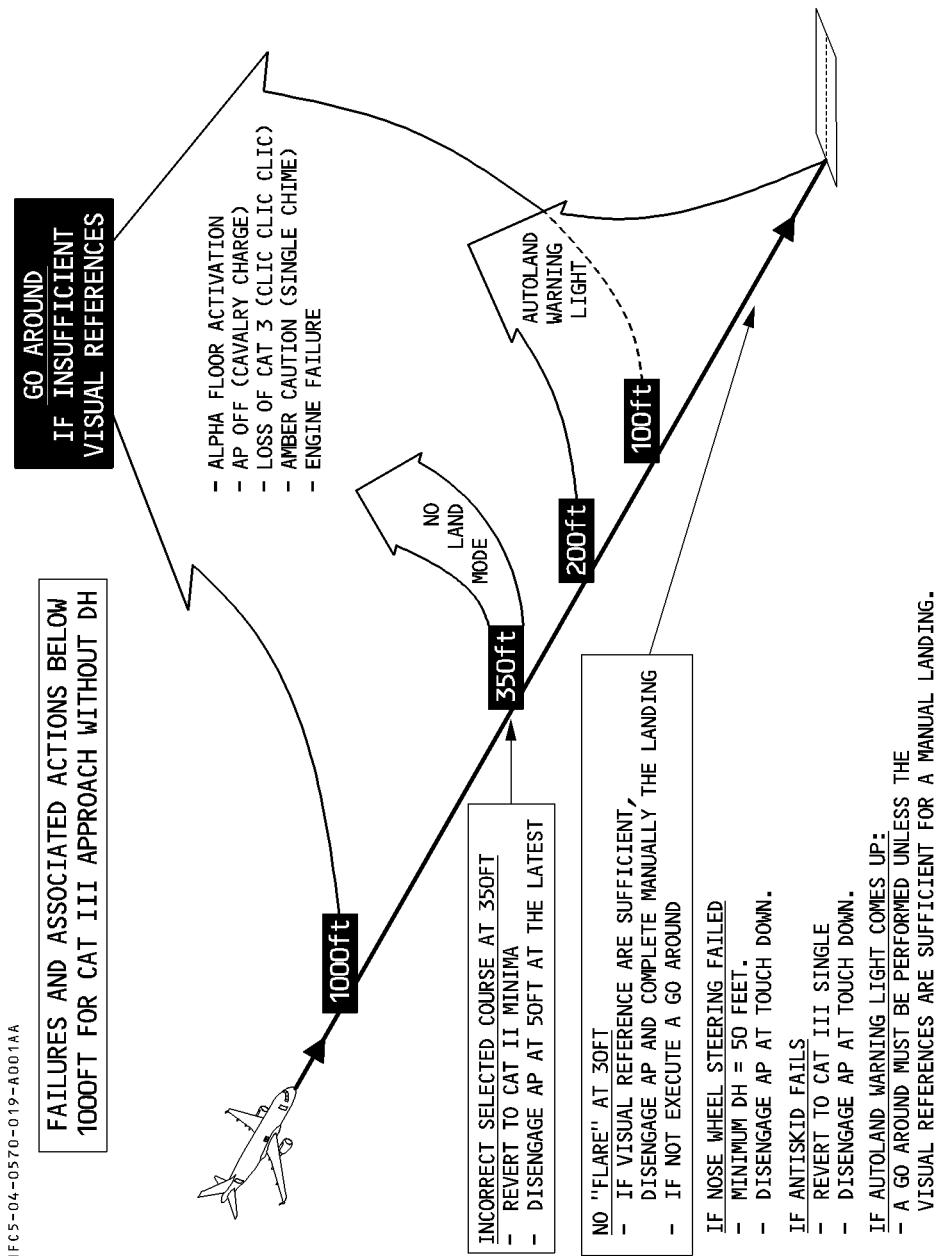 IFC5-04-0570-019-A001AA
FAILURES AND ASSOCIATED ACTIONS BELOW
1000FT FOR CAT III APPROACH WITHOUT DH
GO AROUND
IF INSUFFICIENT
VISUAL REFERENCES
- ALPHA FLOOR ACTIVATION
- AP OFF (CAVALRY CHARGE)
- LOSS OF CAT 3 (CLIC CLIC CLIC)
- AMBER CAUTION (SINGLE CHIME)
- ENGINE FAILURE
1000ft
NO
LAND
MODE
350ft
AUTOLAND
WARNING
LIGHT
200ft
100ft
INCORRECT SELECTED COURSE AT 350FT
- REVERT TO CAT II MINIMA
- DISENGAGE AP AT 50FT AT THE LATEST
NO "FLARE" AT 30FT
- IF VISUAL REFERENCE ARE SUFFICIENT,
DISENGAGE AP AND COMPLETE MANUALLY THE LANDING
- IF NOT EXECUTE A GO AROUND
IF NOSE WHEEL STEERING FAILED
- MINIMUM DH = 50 FEET.
- DISENGAGE AP AT TOUCH DOWN.
IF ANTISKID FAILS
- REVERT TO CAT III SINGLE
- DISENGAGE AP AT TOUCH DOWN.
IF AUTOLAND WARNING LIGHT COMES UP:
- A GO AROUND MUST BE PERFORMED UNLESS THE
VISUAL REFERENCES ARE SUFFICIENT FOR A MANUAL LANDING.